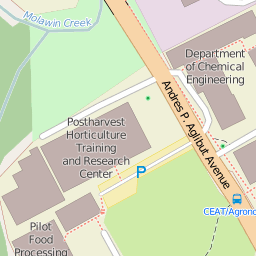 Molawin Creek
Department
of Chemical
Engineering
Andres P. Aglibut Avenue
Postharvest
Horticulture
Training
and Research
Center
P
CEAT/Agrono
Pilot
Food
Processing